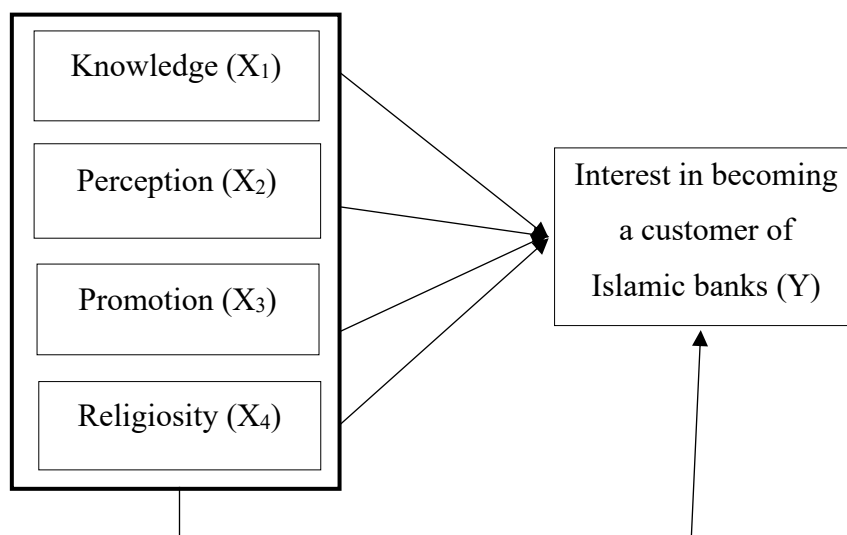 Knowledge (X₁)
Perception (X₂)
Promotion (X₃)
Religiosity (X₄)
Interest in becoming
a customer of
Islamic banks (Y)